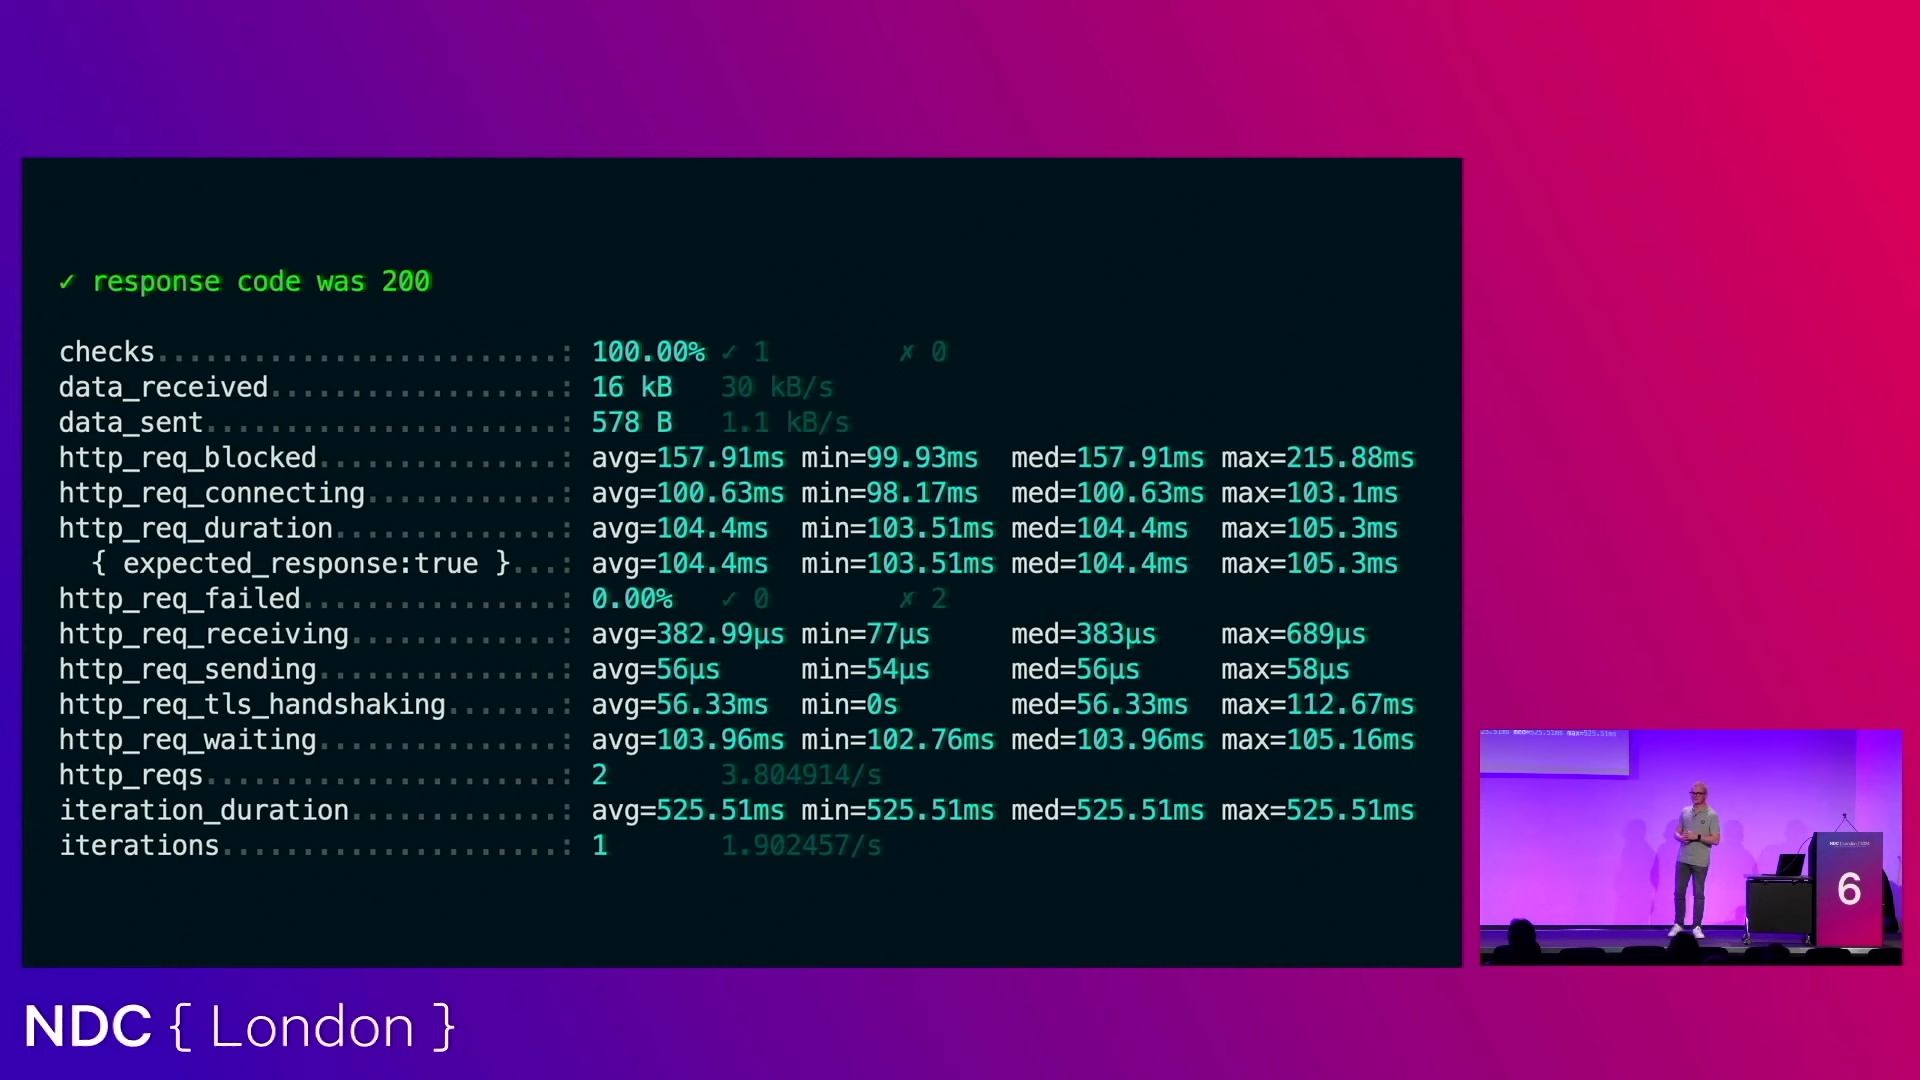 ✓ response code was 200
checks.........................: 100.00% ✓ 1 ✗ 0
data_received..................: 16 kB 30 kB/s
data_sent......................: 578 B 1.1 kB/s
http_req_blocked...............: avg=157.91ms min=99.93ms med=157.91ms max=215.88ms
http_req_connecting............: avg=100.63ms min=98.17ms med=100.63ms max=103.1ms
http_req_duration..............: avg=104.4ms min=103.51ms med=104.4ms max=105.3ms
{ expected_response:true }...: avg=104.4ms min=103.51ms med=104.4ms max=105.3ms
http_req_failed................: 0.00% ✓ 0 ✗ 2
http_req_receiving.............: avg=382.99µs min=77µs med=383µs max=689µs
http_req_sending...............: avg=56µs min=54µs med=56µs max=58µs
http_req_tls_handshaking.......: avg=56.33ms min=0s med=56.33ms max=112.67ms
http_req_waiting...............: avg=103.96ms min=102.76ms med=103.96ms max=105.16ms
http_reqs......................: 2 3.804914/s
iteration_duration.............: avg=525.51ms min=525.51ms med=525.51ms max=525.51ms
iterations.....................: 1 1.902457/s
6
NDC { London }